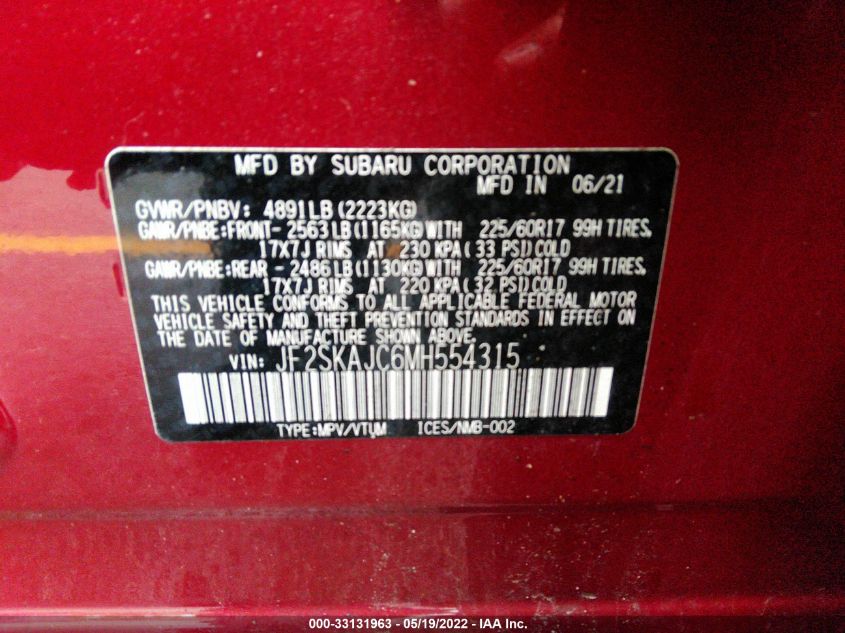 MFD BY SUBARU CORPORATION
MFD IN 06/21
GVWR/PNBV: 4891LB (2223KG)
GAWR/PNBE:FRONT-2563LB(1165KG)WITH 225/60R17 99H TIRES,
17X7J RIMS AT 230 KPA(33 PSI)COLD
GAWR/PNBE:REAR -2486LB(1130KG)WITH 225/60R17 99H TIRES,
17X7J RIMS AT 220 KPA(32 PSI)COLD
THIS VEHICLE CONFORMS TO ALL APPLICABLE FEDERAL MOTOR
VEHICLE SAFETY AND THEFT PREVENTION STANDARDS IN EFFECT ON
THE DATE OF MANUFACTURE SHOWN ABOVE.
VIN: JF2SKAJC6MH554315
TYPE:MPV/VTUM ICES/NMB-002
000-33131963 - 05/19/2022 - IAA Inc.